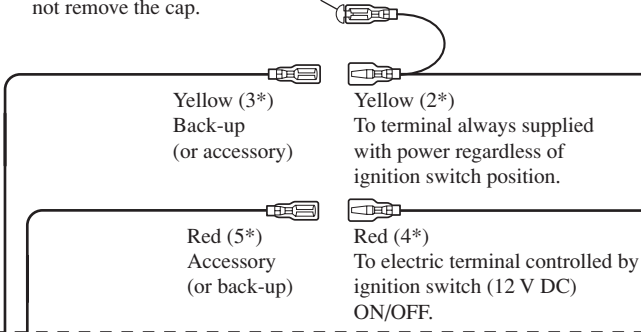 not remove the cap.
Yellow (3*)
Back-up
(or accessory)
Yellow (2*)
To terminal always supplied
with power regardless of
ignition switch position.
Red (5*)
Accessory
(or back-up)
Red (4*)
To electric terminal controlled by
ignition switch (12 V DC)
ON/OFF.